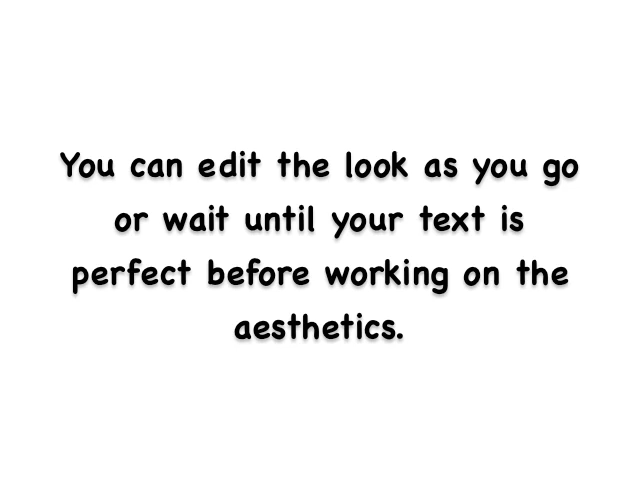 You can edit the look as you go
or wait until your text is
perfect before working on the
aesthetics.